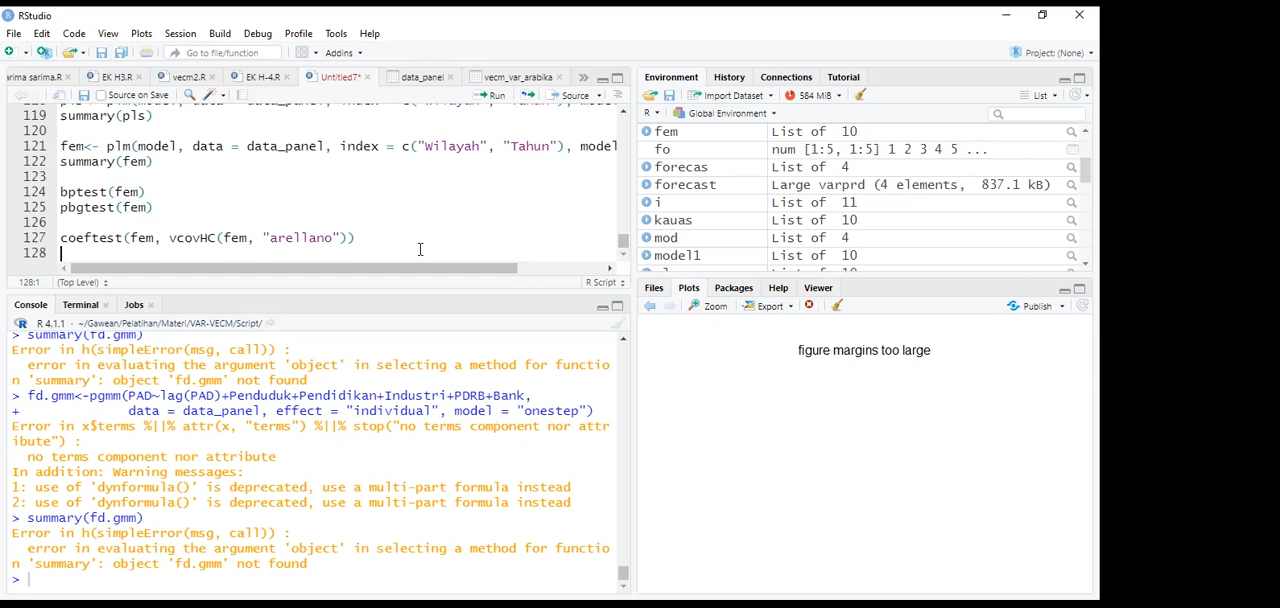 RStudio
File Edit Code View Plots Session Build Debug Profile Tools Help
Go to file/function Addins Project: (None)
arima sarima.R EK H3.R vecm2.R EK H-4.R Untitled7* data_panel vecm_var_arabika
Source on Save Run Source
119 summary(pls)
120
121 fem<- plm(model, data = data_panel, index = c("Wilayah", "Tahun"), model
122 summary(fem)
123
124 bptest(fem)
125 pbgtest(fem)
126
127 coeftest(fem, vcovHC(fem, "arellano"))
128
128:1 (Top Level) R Script
Console Terminal Jobs
R 4.1.1 · ~/Gawean/Pelatihan/Materi/VAR-VECM/Script/
> summary(fd.gmm)
Error in h(simpleError(msg, call)) :
error in evaluating the argument 'object' in selecting a method for functio
n 'summary': object 'fd.gmm' not found
> fd.gmm<-pgmm(PAD~lag(PAD)+Penduduk+Pendidikan+Industri+PDRB+Bank,
+ data = data_panel, effect = "individual", model = "onestep")
Error in x$terms %||% attr(x, "terms") %||% stop("no terms component nor attr
ibute") :
no terms component nor attribute
In addition: Warning messages:
1: use of 'dynformula()' is deprecated, use a multi-part formula instead
2: use of 'dynformula()' is deprecated, use a multi-part formula instead
> summary(fd.gmm)
Error in h(simpleError(msg, call)) :
error in evaluating the argument 'object' in selecting a method for functio
n 'summary': object 'fd.gmm' not found
>
Environment History Connections Tutorial
Import Dataset 584 MiB List
R Global Environment
fem List of 10
fo num [1:5, 1:5] 1 2 3 4 5 ...
forecas List of 4
forecast Large varprd (4 elements, 837.1 kB)
i List of 11
kauas List of 10
mod List of 4
model1 List of 10
Files Plots Packages Help Viewer
Zoom Export Publish
figure margins too large